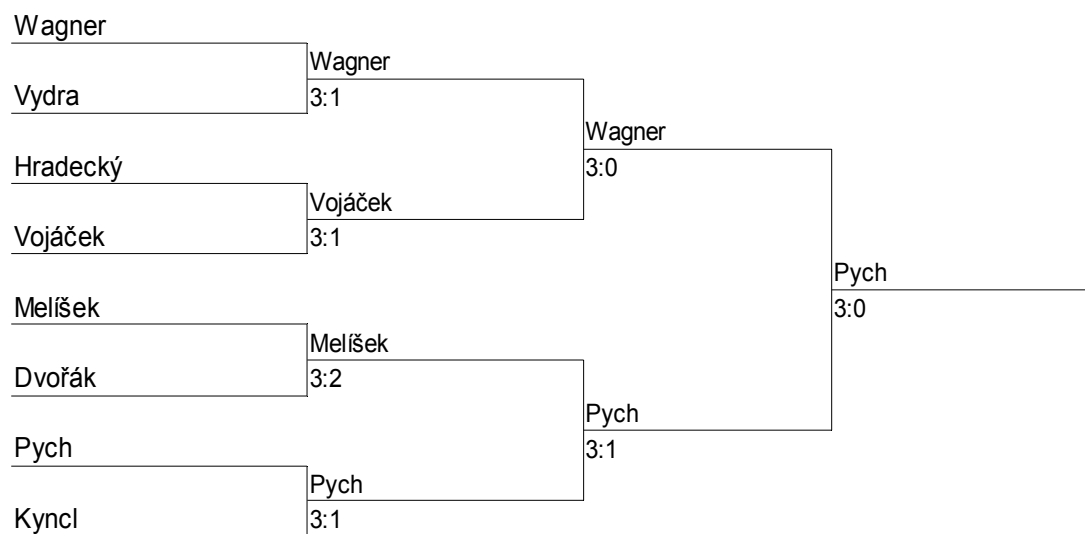 Wagner
Wagner
Vydra
3:1
Wagner
Hradecký
3:0
Vojáček
Vojáček
3:1
Pych
Melíšek
3:0
Melíšek
Dvořák
3:2
Pych
Pych
3:1
Pych
Kyncl
3:1